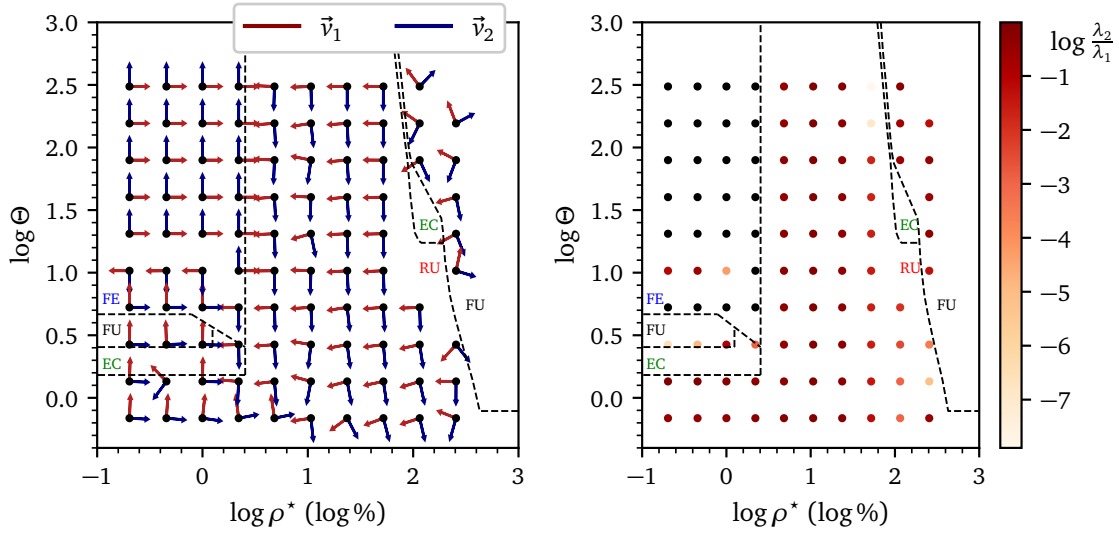 v⃗₁ v⃗₂
3.0
2.5
2.0
1.5
1.0
0.5
0.0
log Θ
EC
RU
FE
FU
FU
EC
−1 0 1 2 3
log ρ⋆ (log %)
3.0
2.5
2.0
1.5
1.0
0.5
0.0
log Θ
EC
RU
FE
FU
FU
EC
−1 0 1 2 3
log ρ⋆ (log %)
log λ₂/λ₁
−1
−2
−3
−4
−5
−6
−7